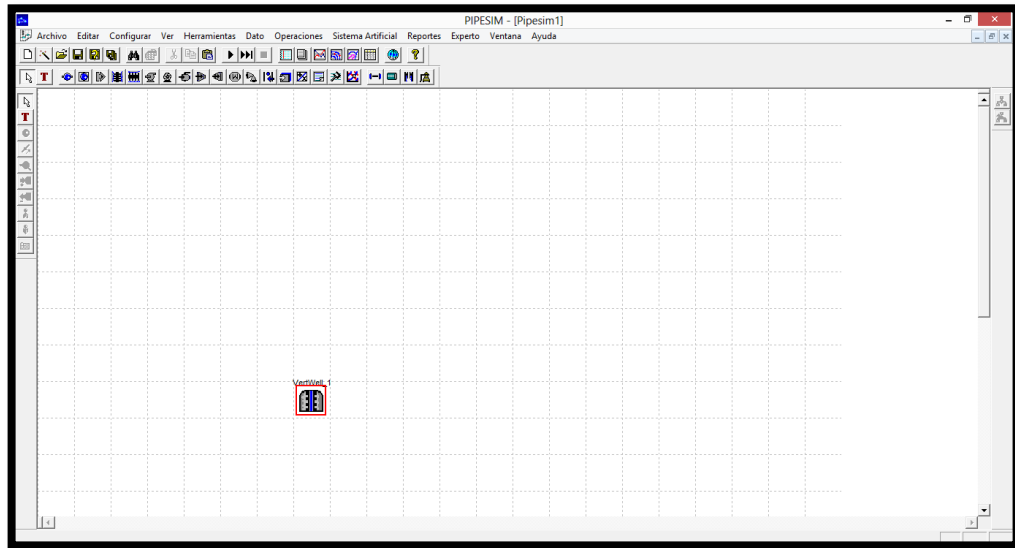 PIPESIM - [Pipesim1]
Archivo Editar Configurar Ver Herramientas Dato Operaciones Sistema Artificial Reportes Experto Ventana Ayuda
T
T
VertWell_1